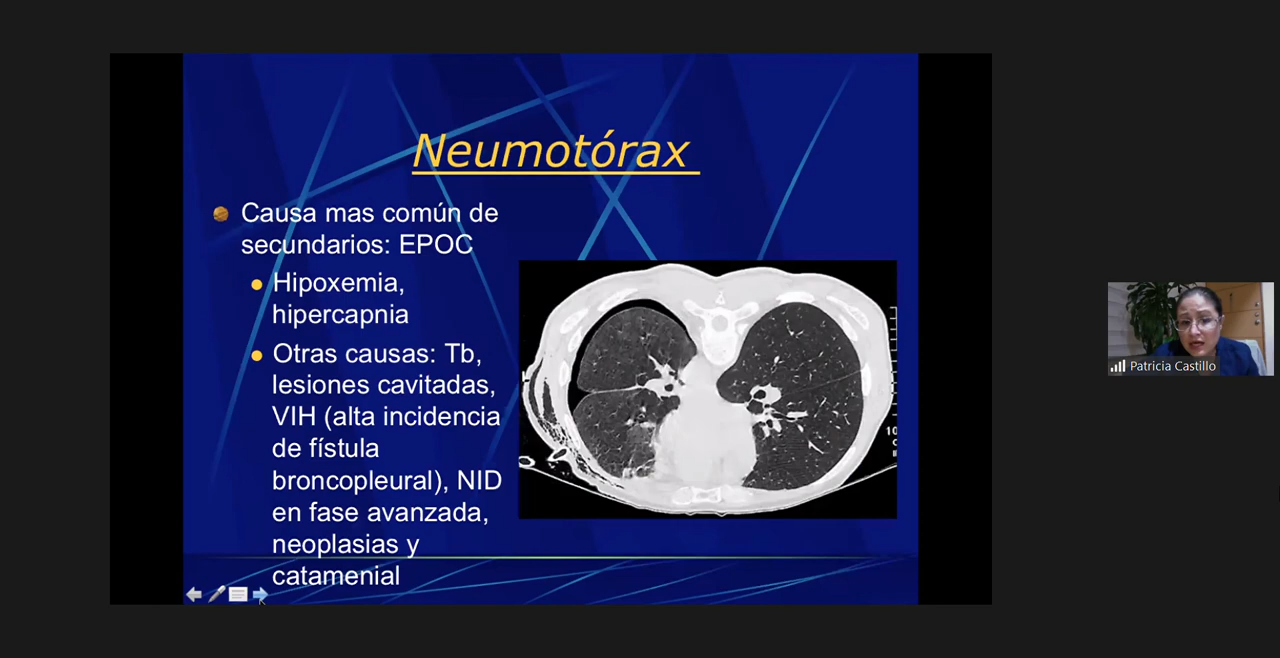 Neumotórax
Causa mas común de
secundarios: EPOC
Hipoxemia,
hipercapnia
Otras causas: Tb,
lesiones cavitadas,
VIH (alta incidencia
de fístula
broncopleural), NID
en fase avanzada,
neoplasias y
catamenial
10
C
Patricia Castillo